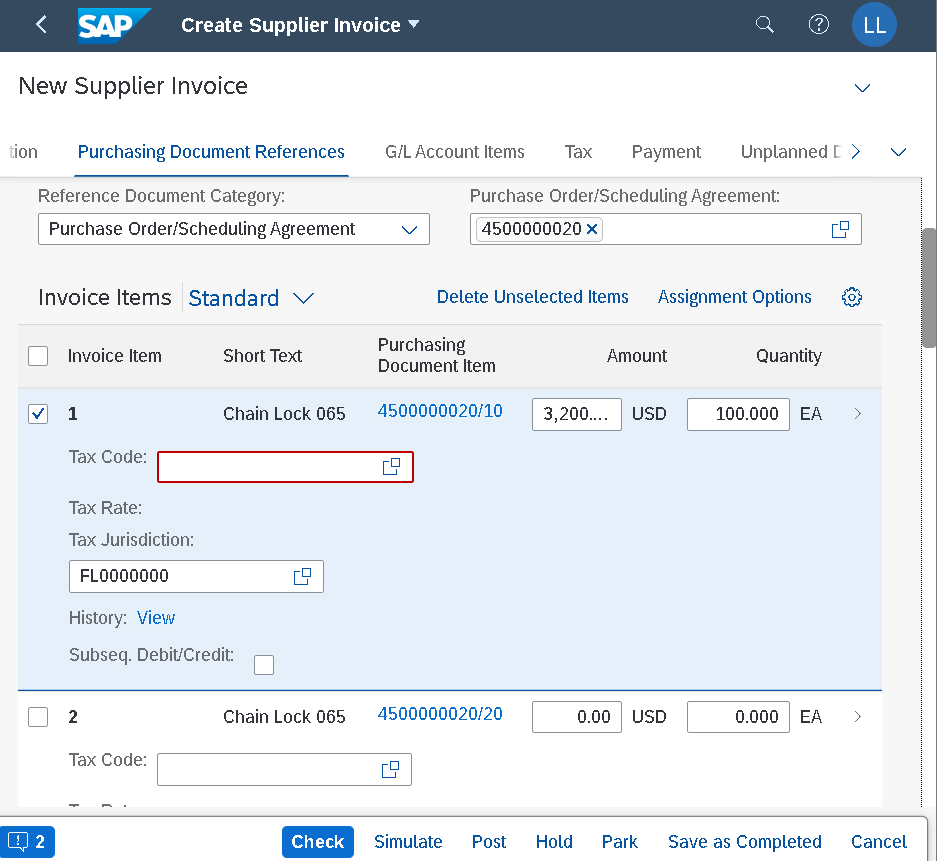 SAP Create Supplier Invoice LL
New Supplier Invoice
tion Purchasing Document References G/L Account Items Tax Payment Unplanned D
Reference Document Category: Purchase Order/Scheduling Agreement:
Purchase Order/Scheduling Agreement 4500000020
Invoice Items Standard Delete Unselected Items Assignment Options
Invoice Item Short Text Purchasing Document Item Amount Quantity
1 Chain Lock 065 4500000020/10 3,200.... USD 100.000 EA
Tax Code:
Tax Rate:
Tax Jurisdiction:
FL0000000
History: View
Subseq. Debit/Credit:
2 Chain Lock 065 4500000020/20 0.00 USD 0.000 EA
Tax Code:
2 Check Simulate Post Hold Park Save as Completed Cancel